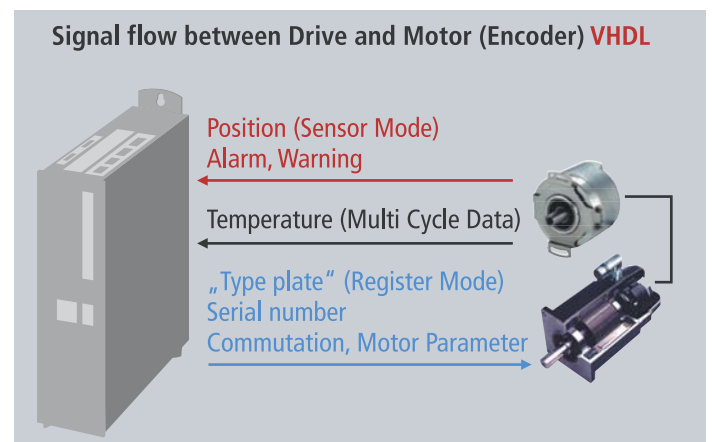 Signal flow between Drive and Motor (Encoder) VHDL
Position (Sensor Mode)
Alarm, Warning
Temperature (Multi Cycle Data)
„Type plate“ (Register Mode)
Serial number
Commutation, Motor Parameter